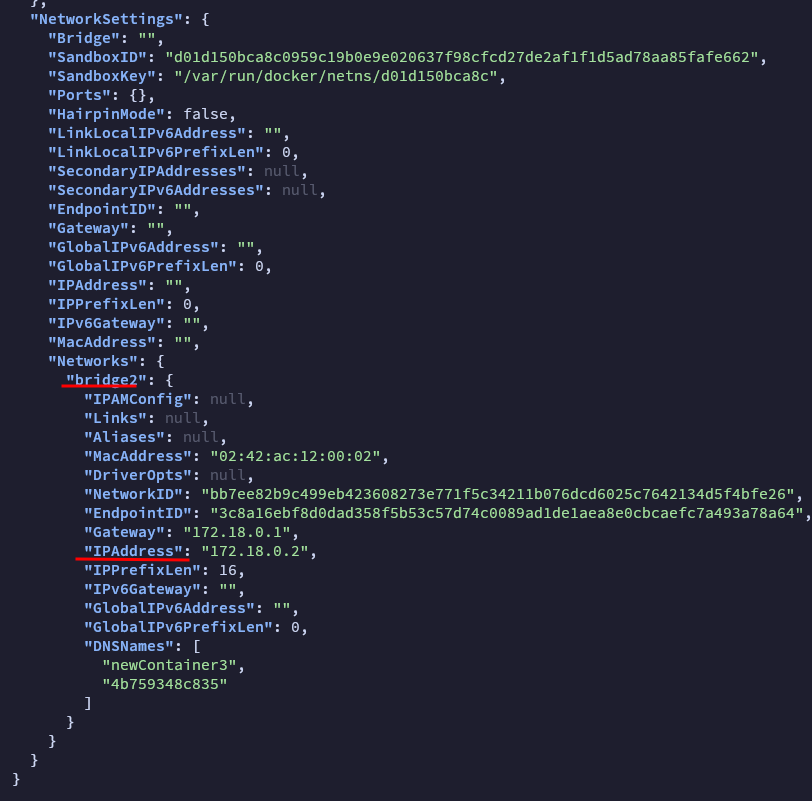 },
"NetworkSettings": {
"Bridge": "",
"SandboxID": "d01d150bca8c0959c19b0e9e020637f98cfcd27de2af1f1d5ad78aa85fafe662",
"SandboxKey": "/var/run/docker/netns/d01d150bca8c",
"Ports": {},
"HairpinMode": false,
"LinkLocalIPv6Address": "",
"LinkLocalIPv6PrefixLen": 0,
"SecondaryIPAddresses": null,
"SecondaryIPv6Addresses": null,
"EndpointID": "",
"Gateway": "",
"GlobalIPv6Address": "",
"GlobalIPv6PrefixLen": 0,
"IPAddress": "",
"IPPrefixLen": 0,
"IPv6Gateway": "",
"MacAddress": "",
"Networks": {
"bridge2": {
"IPAMConfig": null,
"Links": null,
"Aliases": null,
"MacAddress": "02:42:ac:12:00:02",
"DriverOpts": null,
"NetworkID": "bb7ee82b9c499eb423608273e771f5c34211b076dcd6025c7642134d5f4bfe26",
"EndpointID": "3c8a16ebf8d0dad358f5b53c57d74c0089ad1de1aea8e0cbcaefc7a493a78a64",
"Gateway": "172.18.0.1",
"IPAddress": "172.18.0.2",
"IPPrefixLen": 16,
"IPv6Gateway": "",
"GlobalIPv6Address": "",
"GlobalIPv6PrefixLen": 0,
"DNSNames": [
"newContainer3",
"4b759348c835"
]
}
}
}
}